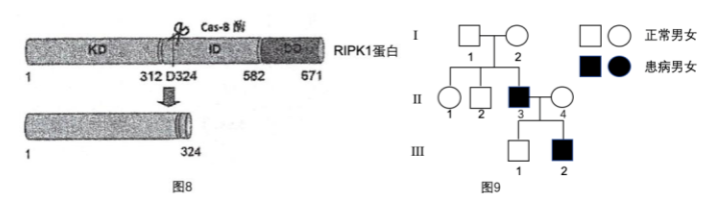 Cas-8 酶
KD ID DD RIPK1蛋白
1 312 D324 582 671
1 324
图8
I
1 2
正常男女
患病男女
II
1 2 3 4
III
1 2
图9